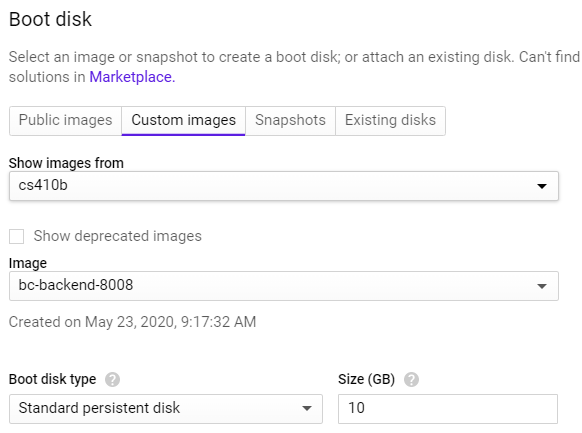 Boot disk
Select an image or snapshot to create a boot disk; or attach an existing disk. Can't find
solutions in Marketplace.
Public images Custom images Snapshots Existing disks
Show images from
cs410b
Show deprecated images
Image
bc-backend-8008
Created on May 23, 2020, 9:17:32 AM
Boot disk type ? Size (GB) ?
Standard persistent disk 10